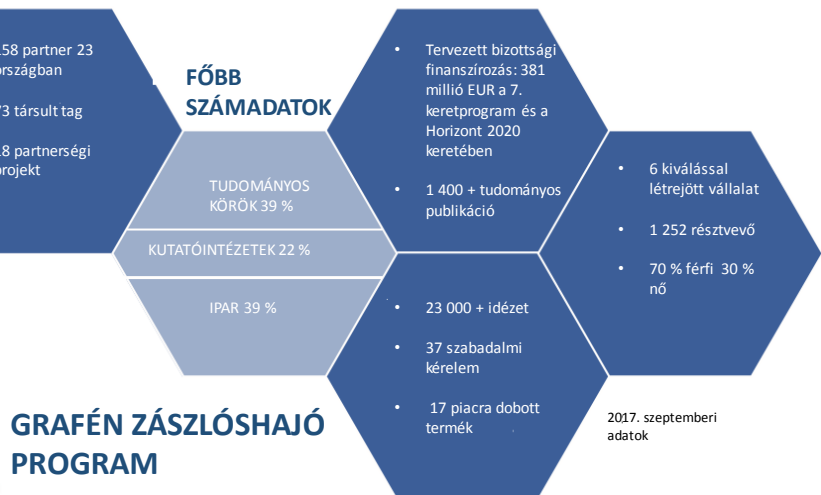 158 partner 23
országban
73 társult tag
18 partnerségi
projekt
FŐBB
SZÁMADATOK
TUDOMÁNYOS
KÖRÖK 39 %
KUTATÓINTÉZETEK 22 %
IPAR 39 %
• Tervezett bizottsági
finanszírozás: 381
millió EUR a 7.
keretprogram és a
Horizont 2020
keretében
• 1 400 + tudományos
publikáció
• 6 kiválással
létrejött vállalat
• 1 252 résztvevő
• 70 % férfi 30 %
nő
• 23 000 + idézet
• 37 szabadalmi
kérelem
• 17 piacra dobott
termék
GRAFÉN ZÁSZLÓSHAJÓ
PROGRAM
2017. szeptemberi
adatok